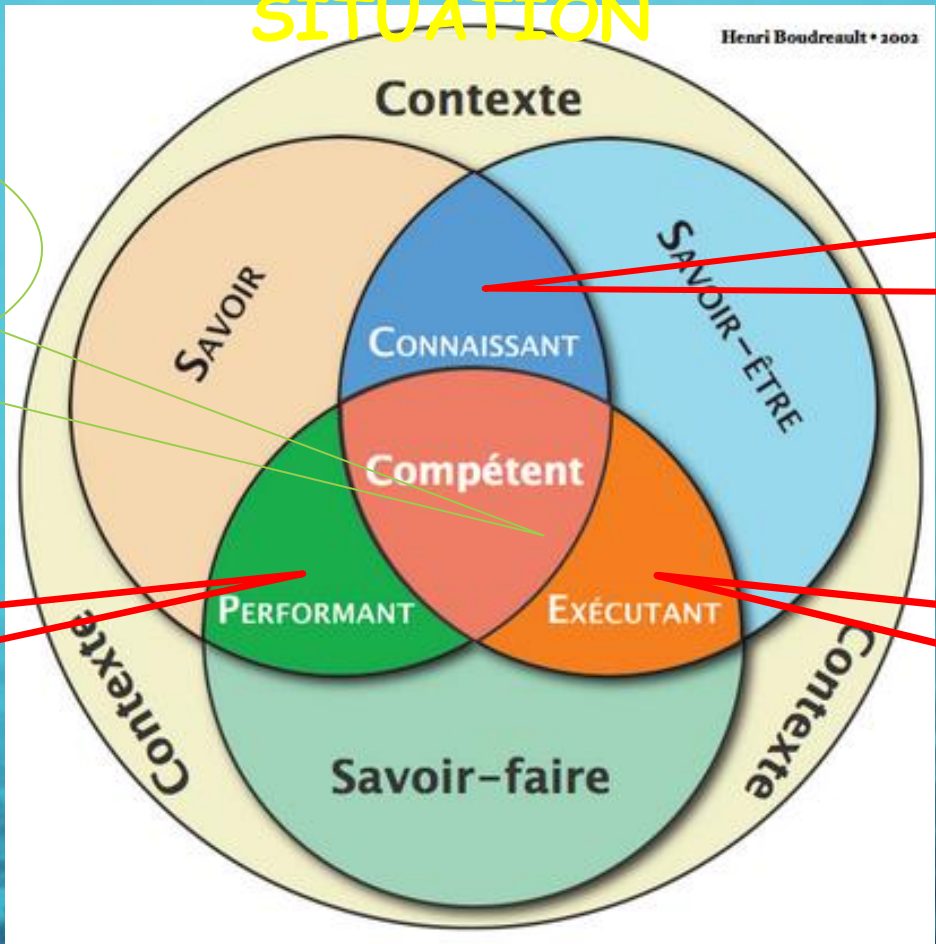 SITUATION
Henri Boudreault • 2002
Contexte
SAVOIR
SAVOIR-ÊTRE
CONNAISSANT
Compétent
PERFORMANT
EXÉCUTANT
Contexte
Contexte
Savoir-faire